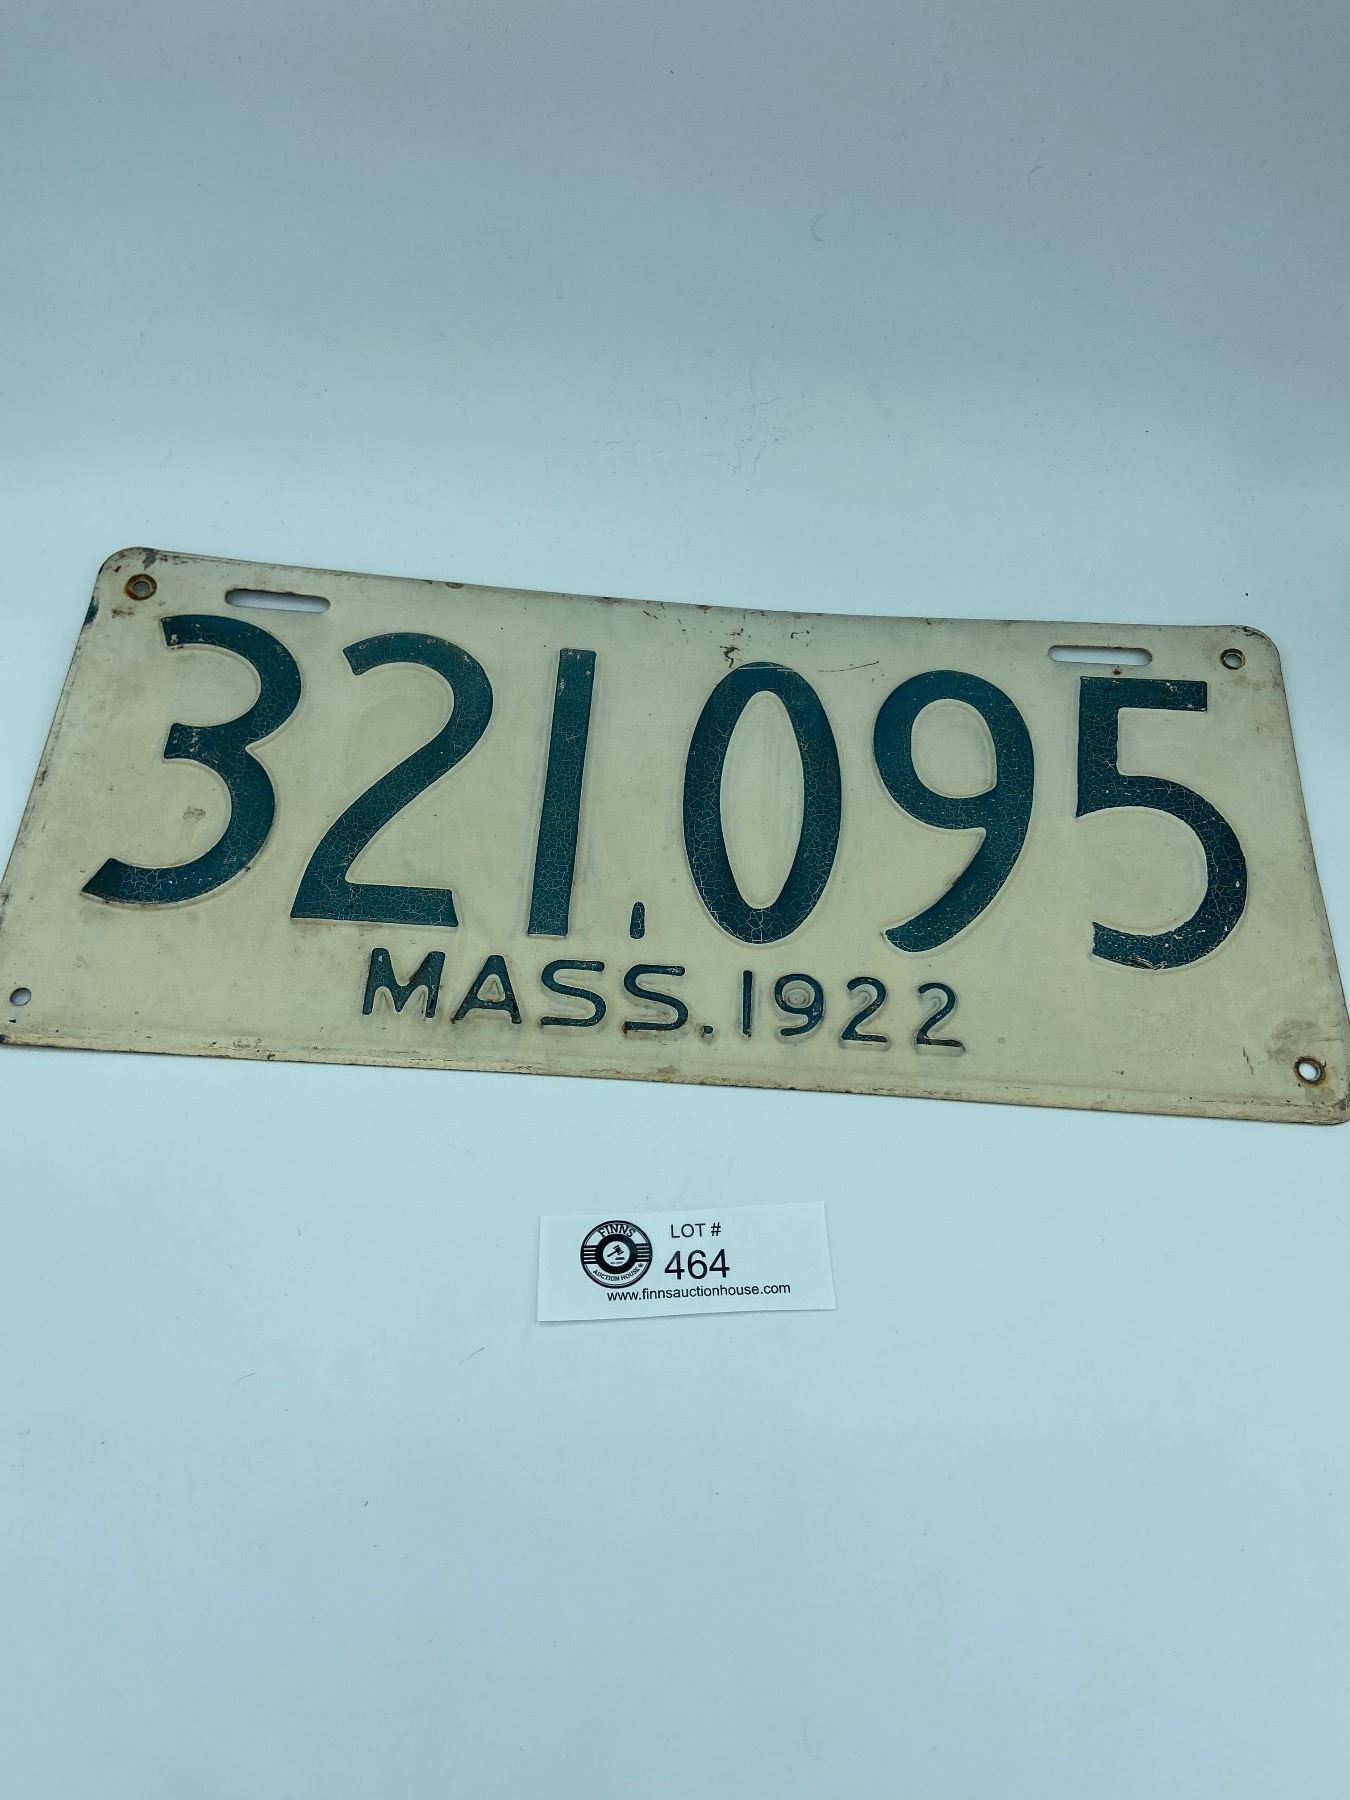 321,095
MASS. 1922
FINNS
AUCTION HOUSE
LOT #
464
www.finnsauctionhouse.com